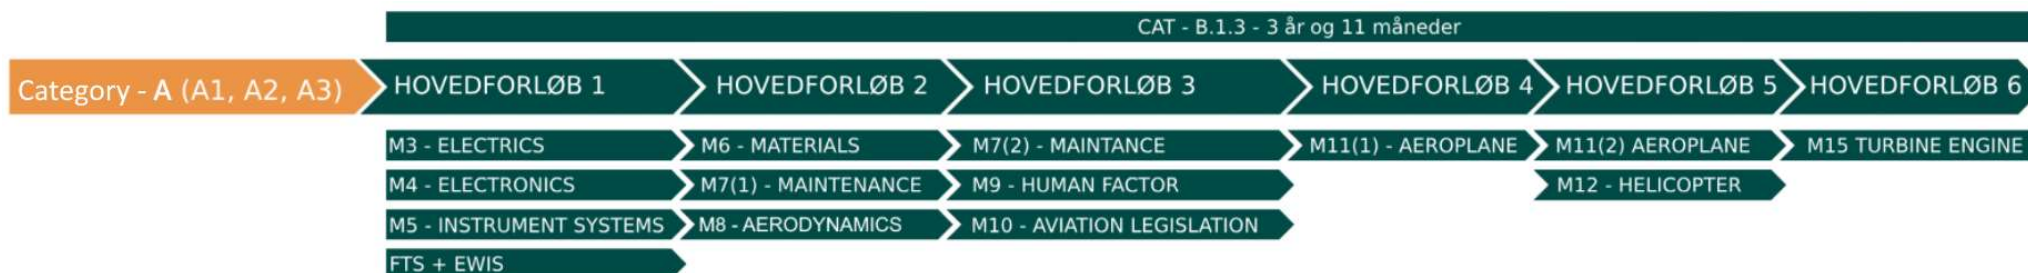 CAT - B.1.3 - 3 år og 11 måneder
Category - A (A1, A2, A3)
HOVEDFORLØB 1
HOVEDFORLØB 2
HOVEDFORLØB 3
HOVEDFORLØB 4
HOVEDFORLØB 5
HOVEDFORLØB 6
M3 - ELECTRICS
M6 - MATERIALS
M7(2) - MAINTANCE
M11(1) - AEROPLANE
M11(2) AEROPLANE
M15 TURBINE ENGINE
M4 - ELECTRONICS
M7(1) - MAINTENANCE
M9 - HUMAN FACTOR
M12 - HELICOPTER
M5 - INSTRUMENT SYSTEMS
M8 - AERODYNAMICS
M10 - AVIATION LEGISLATION
FTS + EWIS